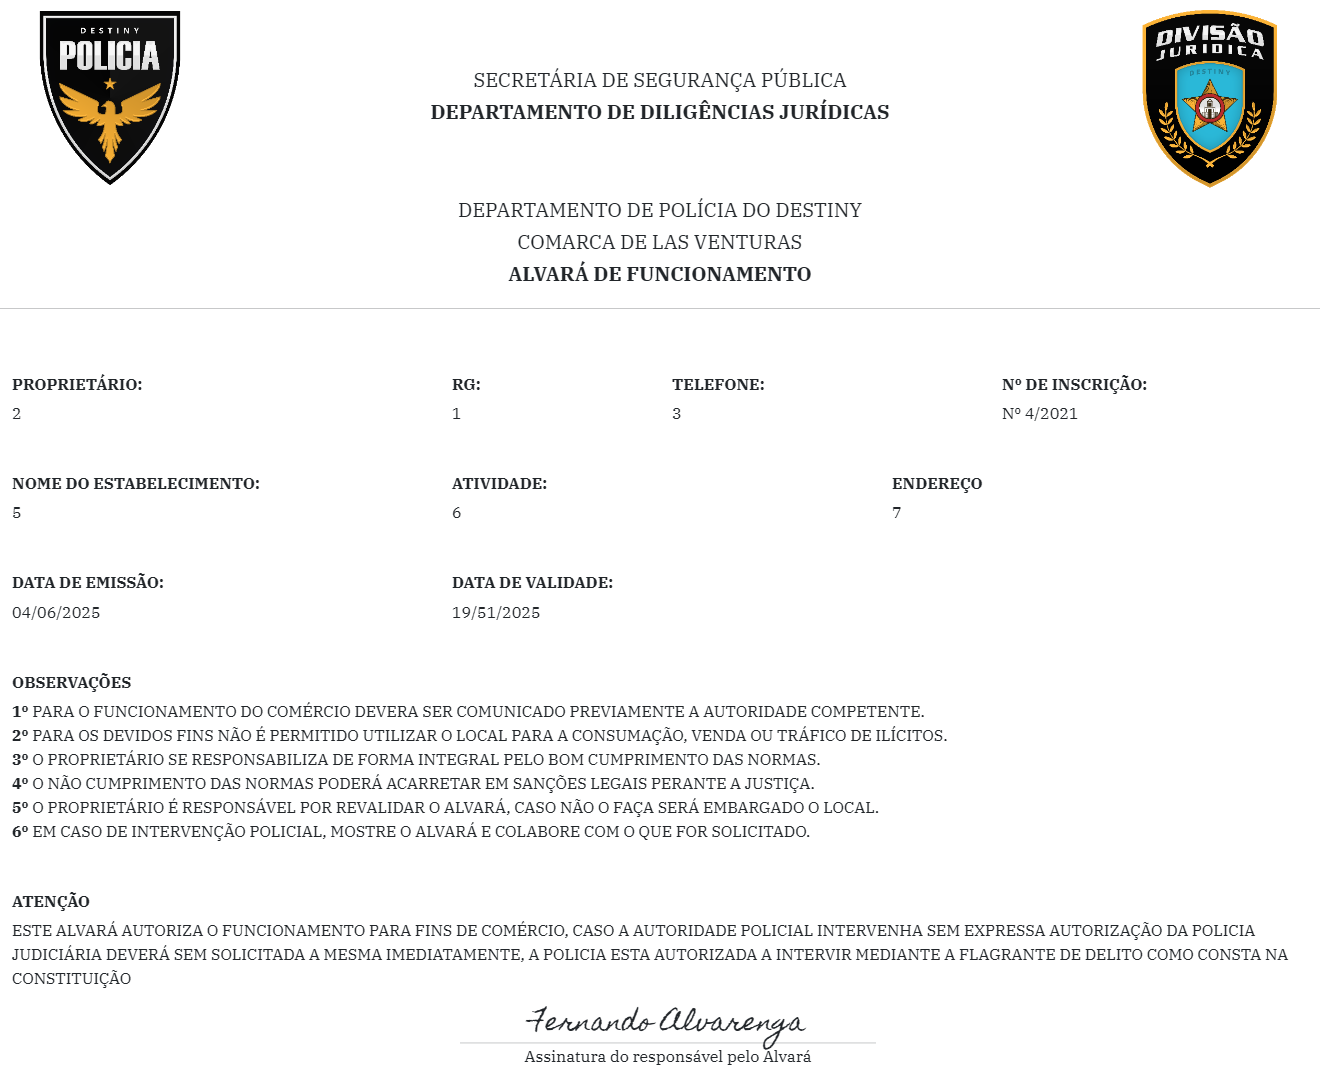 DESTINY
POLICIA
DIVISÃO
JURIDICA
DESTINY
SECRETÁRIA DE SEGURANÇA PÚBLICA
DEPARTAMENTO DE DILIGÊNCIAS JURÍDICAS
DEPARTAMENTO DE POLÍCIA DO DESTINY
COMARCA DE LAS VENTURAS
ALVARÁ DE FUNCIONAMENTO
PROPRIETÁRIO: RG: TELEFONE: Nº DE INSCRIÇÃO:
2 1 3 Nº 4/2021
NOME DO ESTABELECIMENTO: ATIVIDADE: ENDEREÇO
5 6 7
DATA DE EMISSÃO: DATA DE VALIDADE:
04/06/2025 19/51/2025
OBSERVAÇÕES
1º PARA O FUNCIONAMENTO DO COMÉRCIO DEVERA SER COMUNICADO PREVIAMENTE A AUTORIDADE COMPETENTE.
2º PARA OS DEVIDOS FINS NÃO É PERMITIDO UTILIZAR O LOCAL PARA A CONSUMAÇÃO, VENDA OU TRÁFICO DE ILÍCITOS.
3º O PROPRIETÁRIO SE RESPONSABILIZA DE FORMA INTEGRAL PELO BOM CUMPRIMENTO DAS NORMAS.
4º O NÃO CUMPRIMENTO DAS NORMAS PODERÁ ACARRETAR EM SANÇÕES LEGAIS PERANTE A JUSTIÇA.
5º O PROPRIETÁRIO É RESPONSÁVEL POR REVALIDAR O ALVARÁ, CASO NÃO O FAÇA SERÁ EMBARGADO O LOCAL.
6º EM CASO DE INTERVENÇÃO POLICIAL, MOSTRE O ALVARÁ E COLABORE COM O QUE FOR SOLICITADO.
ATENÇÃO
ESTE ALVARÁ AUTORIZA O FUNCIONAMENTO PARA FINS DE COMÉRCIO, CASO A AUTORIDADE POLICIAL INTERVENHA SEM EXPRESSA AUTORIZAÇÃO DA POLICIA
JUDICIÁRIA DEVERÁ SEM SOLICITADA A MESMA IMEDIATAMENTE, A POLICIA ESTA AUTORIZADA A INTERVIR MEDIANTE A FLAGRANTE DE DELITO COMO CONSTA NA
CONSTITUIÇÃO
Fernando Alvarenga
Assinatura do responsável pelo Alvará